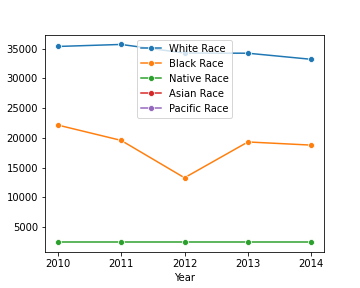 White Race
Black Race
Native Race
Asian Race
Pacific Race
35000
30000
25000
20000
15000
10000
5000
2010 2011 2012 2013 2014
Year